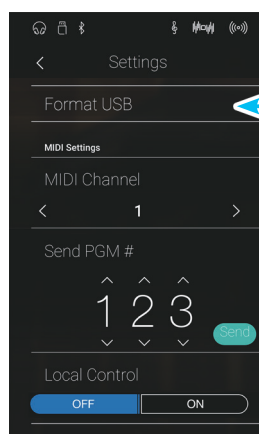 Settings
Format USB
MIDI Settings
MIDI Channel
1
Send PGM #
1 2 3
Send
Local Control
OFF ON